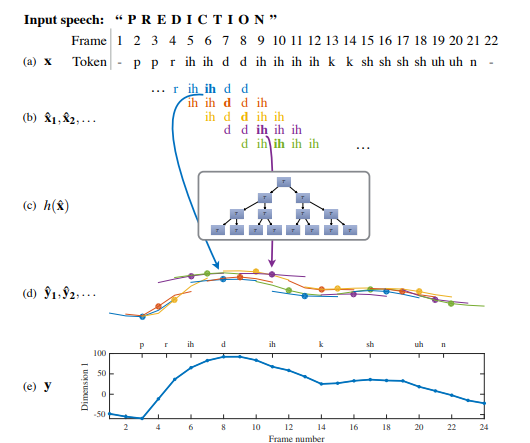 Input speech: “ P R E D I C T I O N ”
Frame 1 2 3 4 5 6 7 8 9 10 11 12 13 14 15 16 17 18 19 20 21 22
(a) x Token - p p r ih ih d d ih ih ih ih k k sh sh sh sh uh uh n -
... r ih ih d d
ih ih d d ih
(b) x̂₁, x̂₂, ... ih d d ih ih
d d ih ih ih
d ih ih ih ih ...
(c) h(x̂)
(d) ŷ₁, ŷ₂, ...
p r ih d ih k sh uh n
(e) y
Dimension 1
100
50
0
-50
2 4 6 8 10 12 14 16 18 20 22 24
Frame number